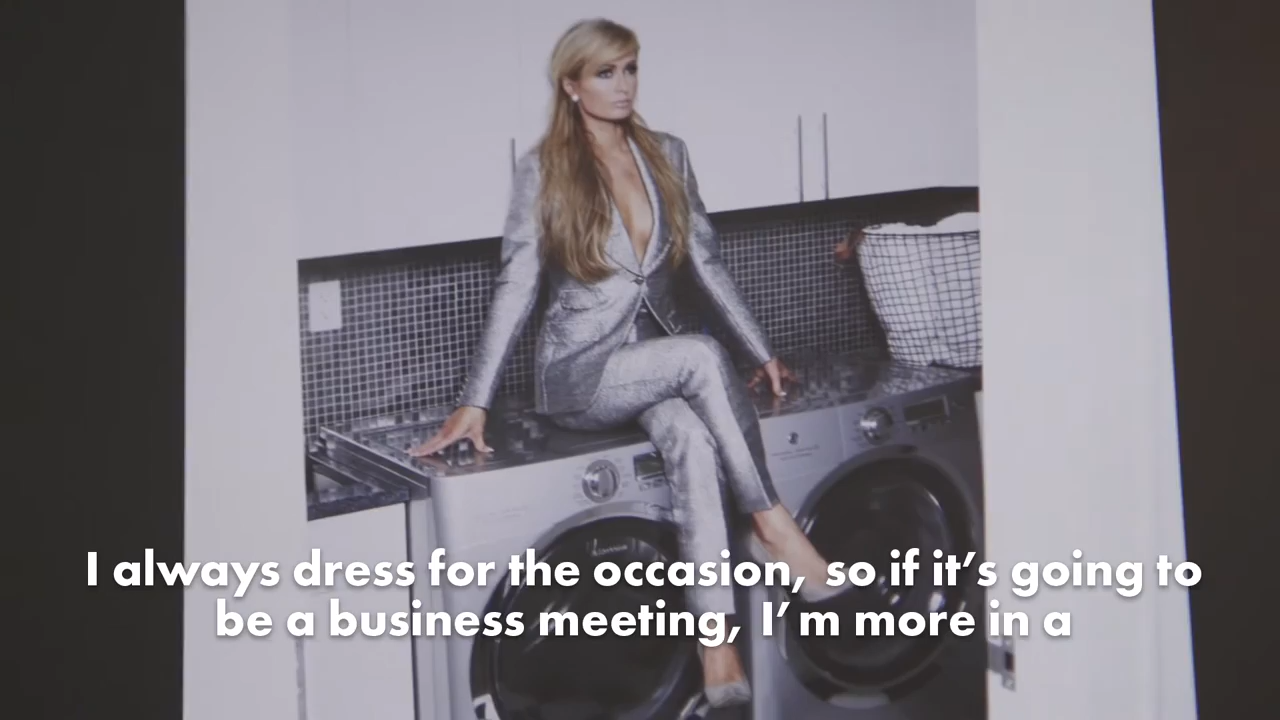 I always dress for the occasion, so if it’s going to
be a business meeting, I’m more in a